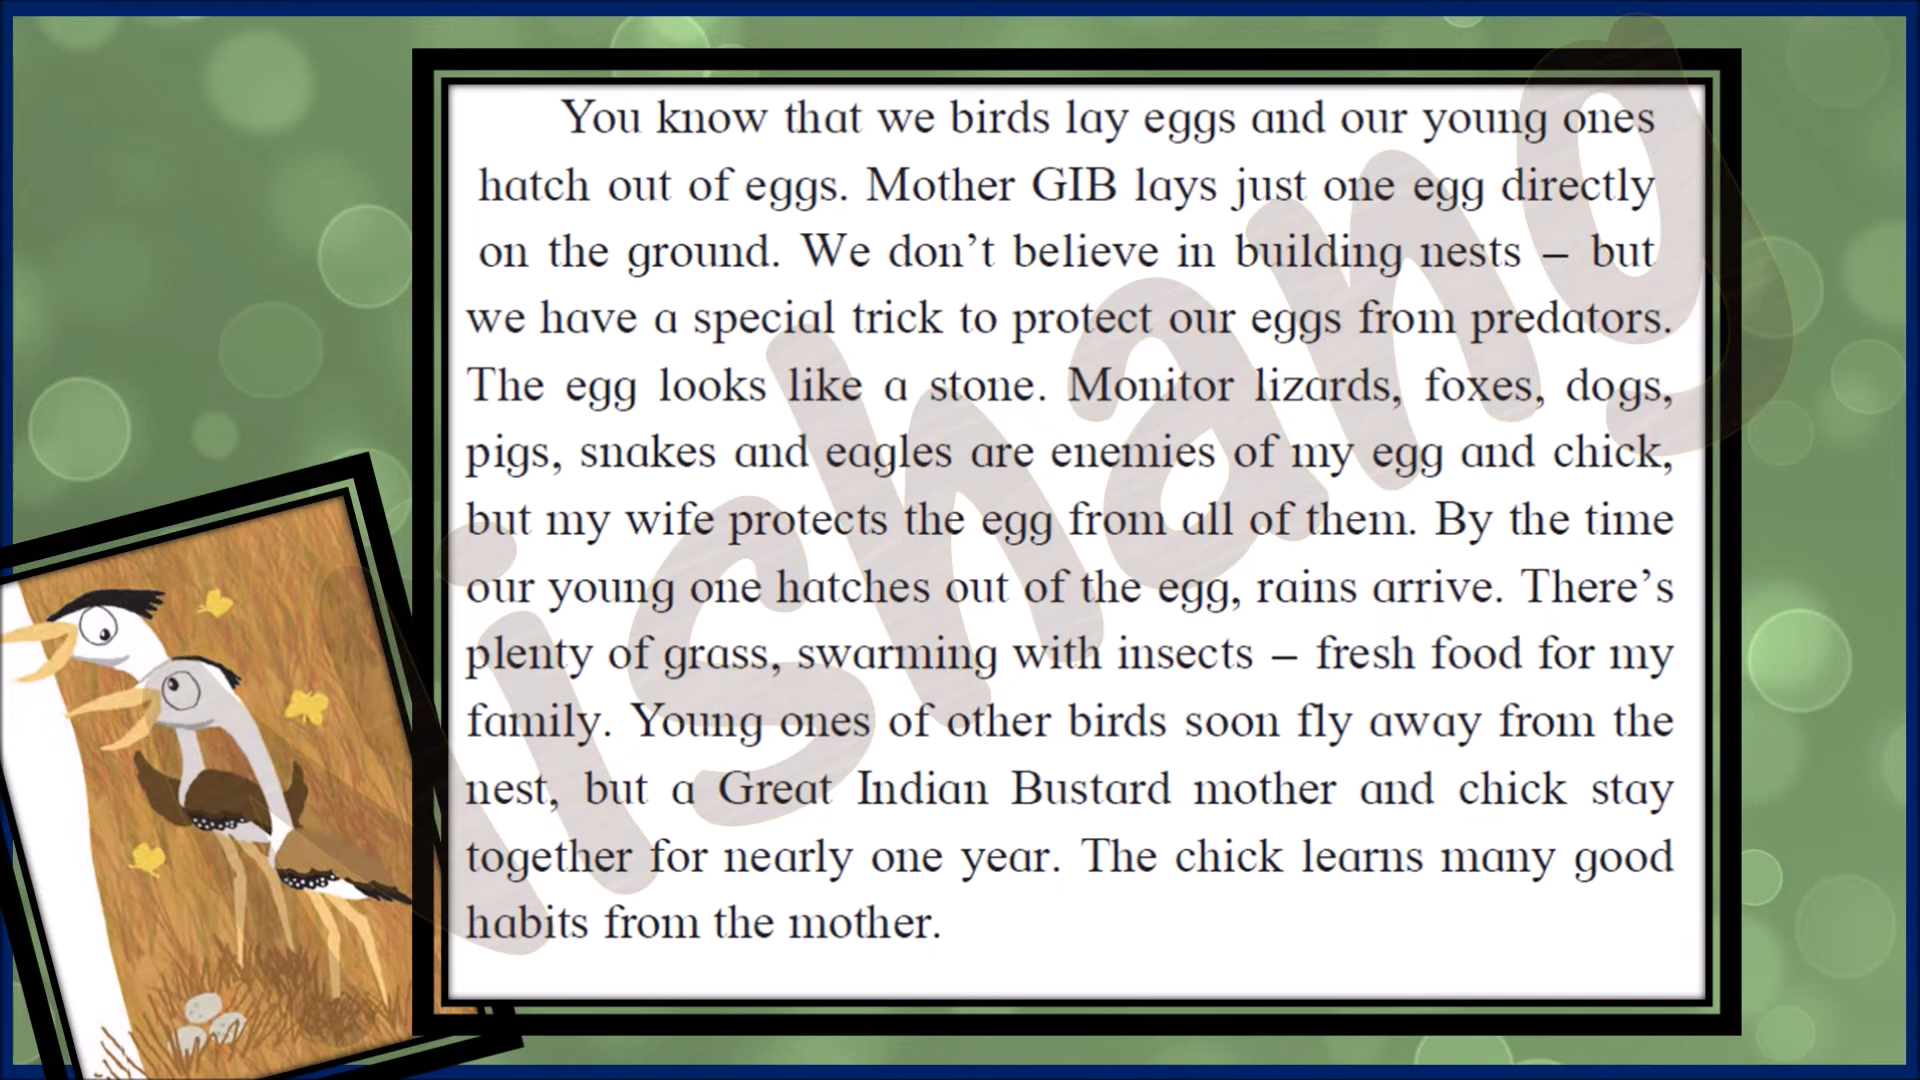 You know that we birds lay eggs and our young ones
hatch out of eggs. Mother GIB lays just one egg directly
on the ground. We don’t believe in building nests – but
we have a special trick to protect our eggs from predators.
The egg looks like a stone. Monitor lizards, foxes, dogs,
pigs, snakes and eagles are enemies of my egg and chick,
but my wife protects the egg from all of them. By the time
our young one hatches out of the egg, rains arrive. There’s
plenty of grass, swarming with insects – fresh food for my
family. Young ones of other birds soon fly away from the
nest, but a Great Indian Bustard mother and chick stay
together for nearly one year. The chick learns many good
habits from the mother.